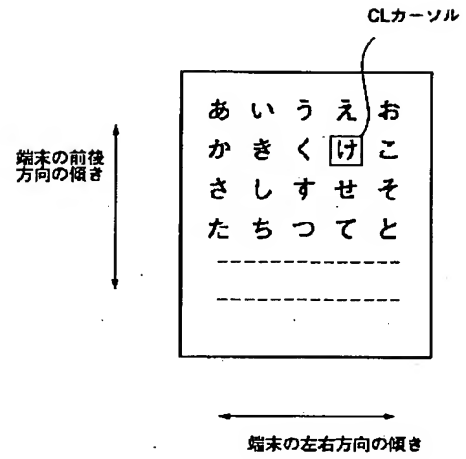 CLカーソル
あいうえお
かきくけこ
さしすせそ
たちつてと
端末の前後
方向の傾き
端末の左右方向の傾き